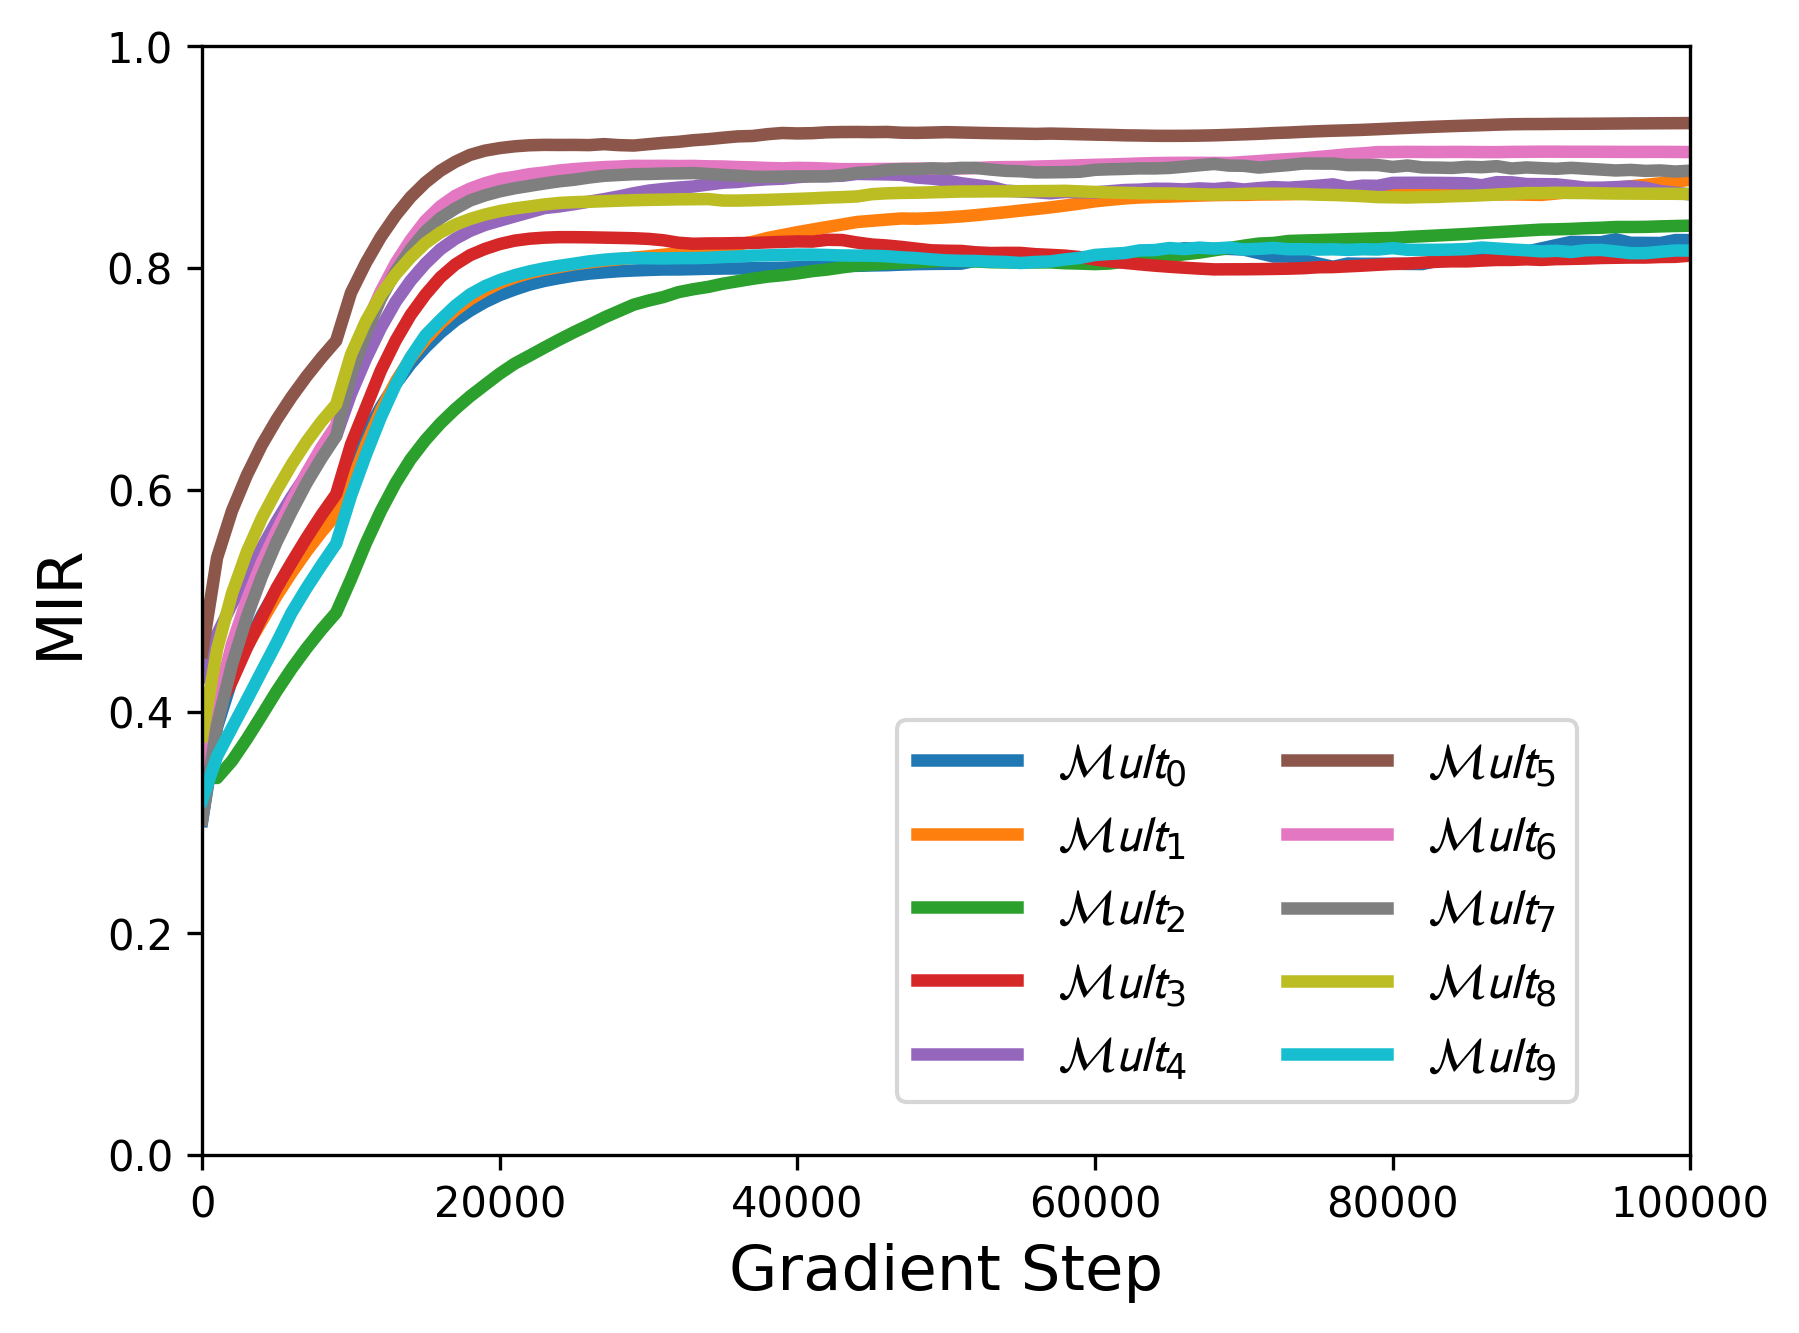 1.0
0.8
0.6
0.4
0.2
0.0
MIR
0 20000 40000 60000 80000 100000
Gradient Step
ℳult₀ ℳult₅
ℳult₁ ℳult₆
ℳult₂ ℳult₇
ℳult₃ ℳult₈
ℳult₄ ℳult₉